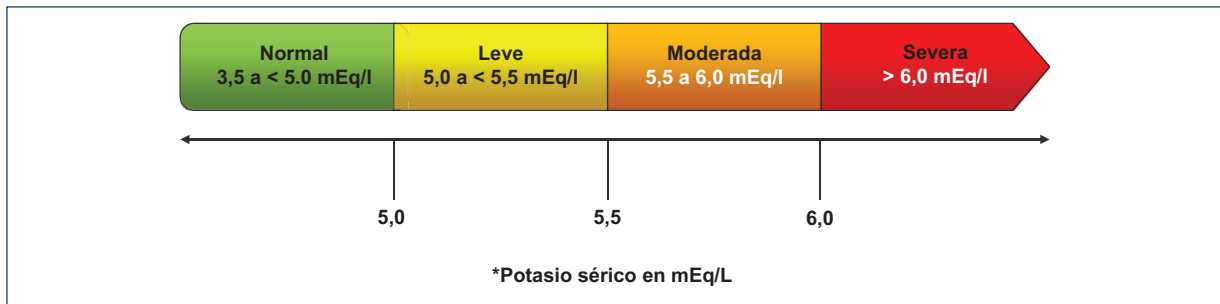 Normal
3,5 a < 5.0 mEq/l
Leve
5,0 a < 5,5 mEq/l
Moderada
5,5 a 6,0 mEq/l
Severa
> 6,0 mEq/l
5,0
5,5
6,0
*Potasio sérico en mEq/L